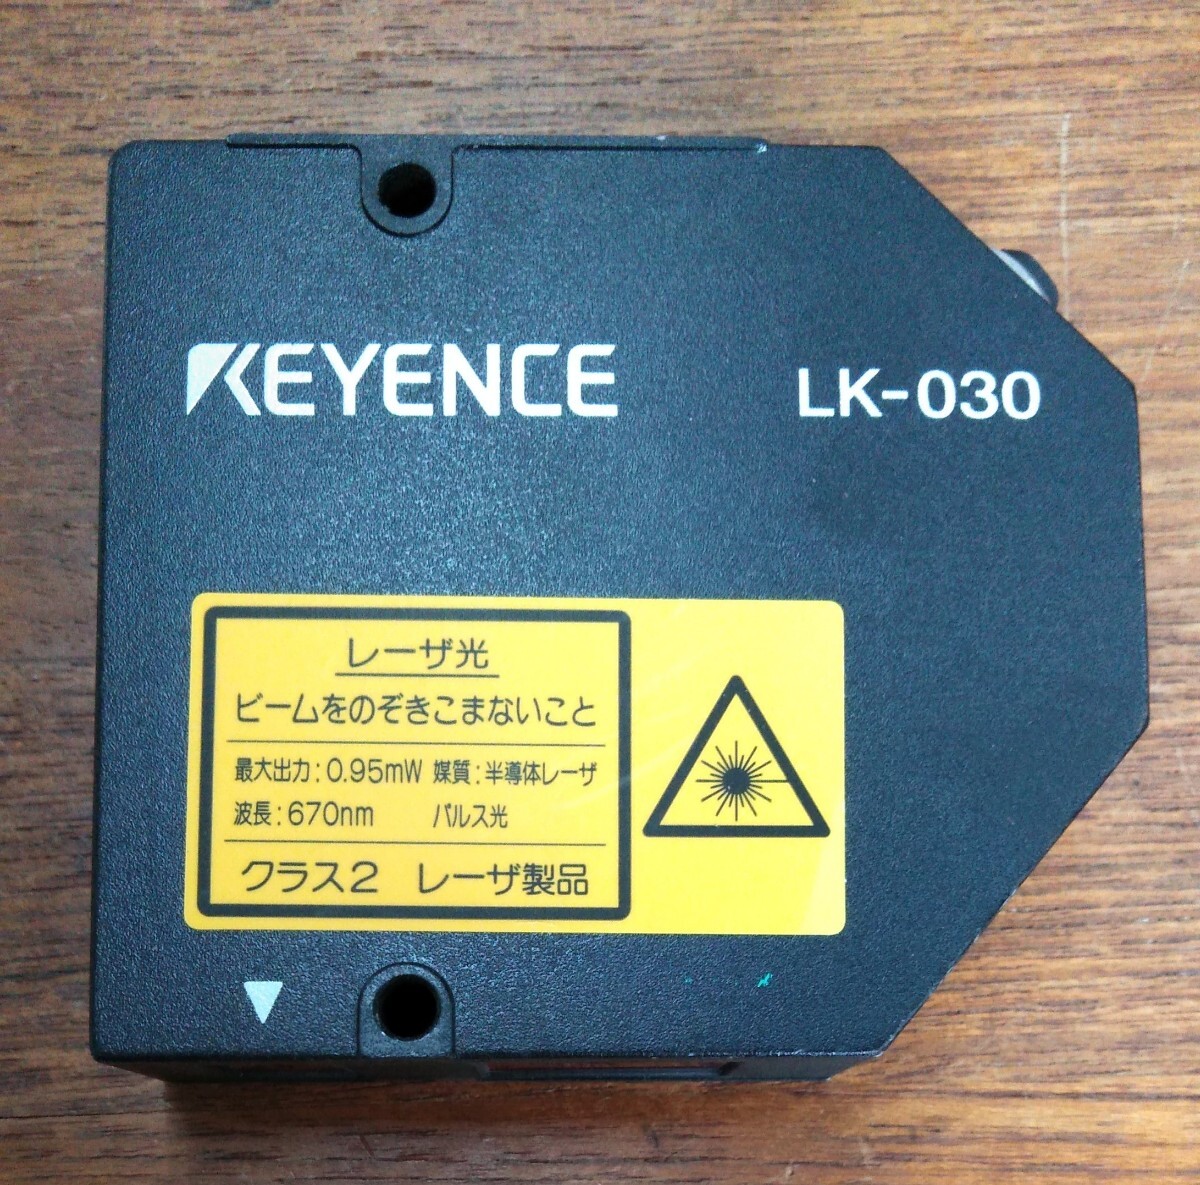 KEYENCE
LK-030
レーザ光
ビームをのぞきこまないこと
最大出力:0.95mW 媒質:半導体レーザ
波長:670nm パルス光
クラス2 レーザ製品